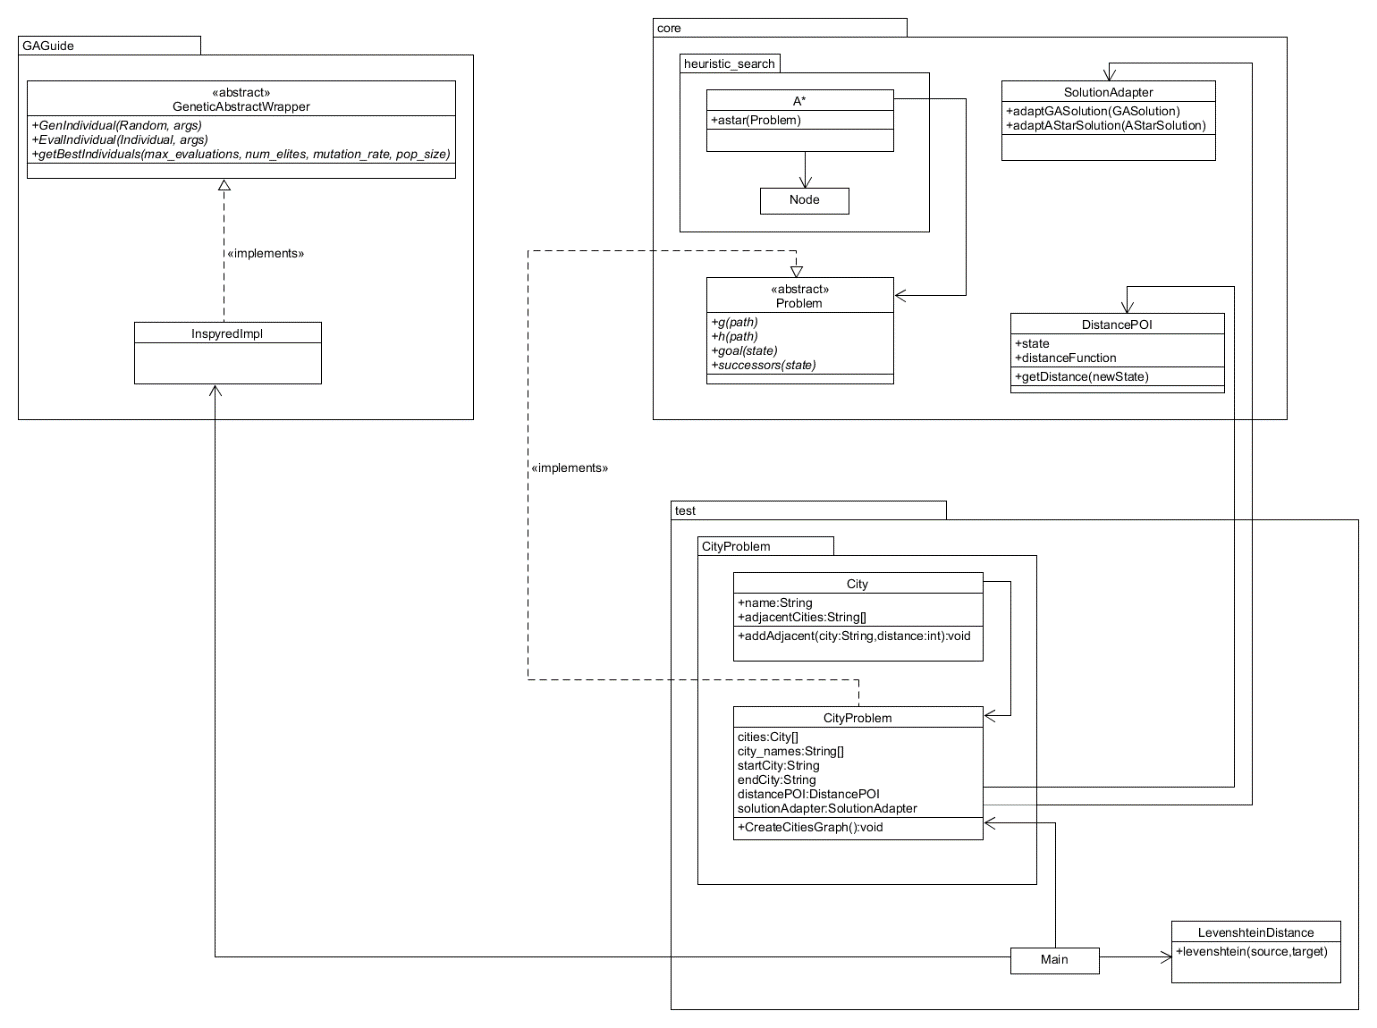 GAGuide
«abstract»
GeneticAbstractWrapper
+GenIndividual(Random, args)
+EvalIndividual(Individual, args)
+getBestIndividuals(max_evaluations, num_elites, mutation_rate, pop_size)
«implements»
InspyredImpl
core
heuristic_search
A*
+astar(Problem)
Node
SolutionAdapter
+adaptGASolution(GASolution)
+adaptAStarSolution(AStarSolution)
«abstract»
Problem
+g(path)
+h(path)
+goal(state)
+successors(state)
DistancePOI
+state
+distanceFunction
+getDistance(newState)
«implements»
test
CityProblem
City
+name:String
+adjacentCities:String[]
+addAdjacent(city:String,distance:int):void
CityProblem
cities:City[]
city_names:String[]
startCity:String
endCity:String
distancePOI:DistancePOI
solutionAdapter:SolutionAdapter
+CreateCitiesGraph():void
Main
LevenshteinDistance
+levenshtein(source,target)